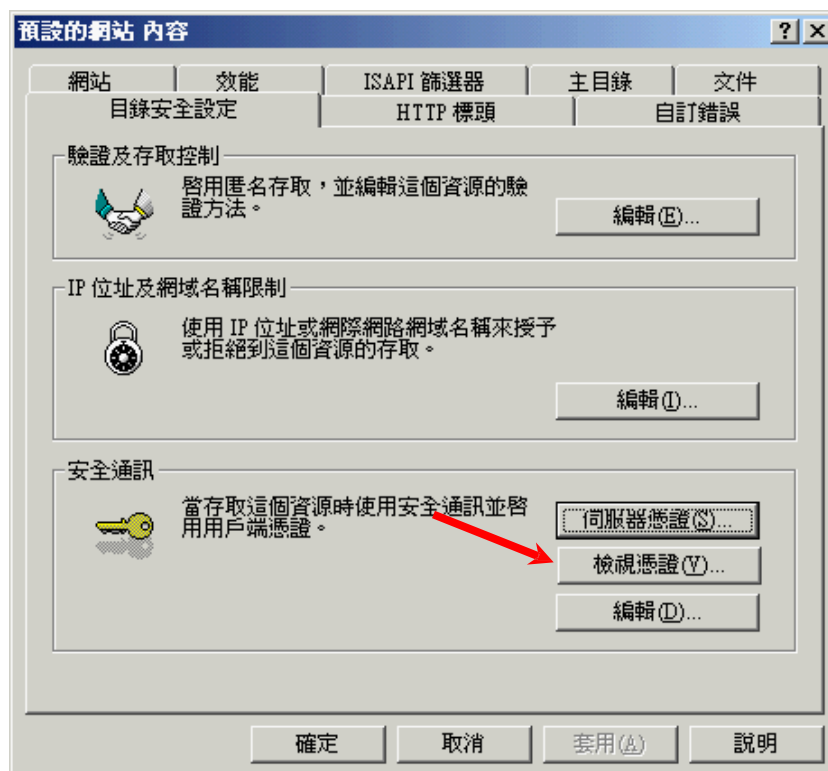 預設的網站 內容
網站 效能 ISAPI 篩選器 主目錄 文件
目錄安全設定 HTTP 標頭 自訂錯誤
驗證及存取控制
啓用匿名存取，並編輯這個資源的驗
證方法。
編輯(E)...
IP 位址及網域名稱限制
使用 IP 位址或網際網路網域名稱來授予
或拒絕到這個資源的存取。
編輯(I)...
安全通訊
當存取這個資源時使用安全通訊並啓
用用戶端憑證。
伺服器憑證(S)...
檢視憑證(V)...
編輯(D)...
確定 取消 套用(A) 說明